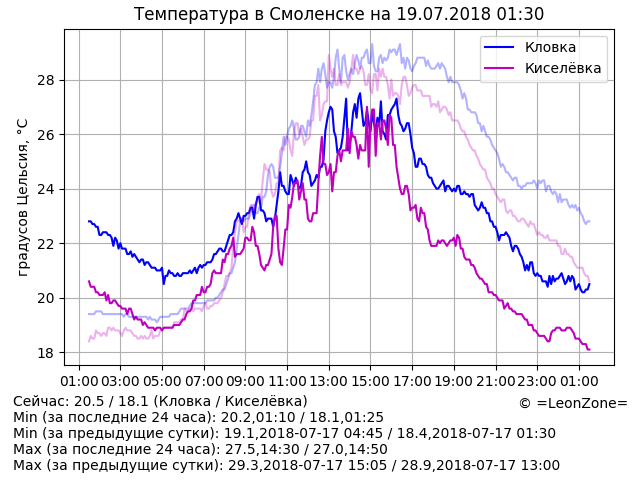 Температура в Смоленске на 19.07.2018 01:30
Кловка
Киселёвка
градусов Цельсия, °C
28
26
24
22
20
18
01:00 03:00 05:00 07:00 09:00 11:00 13:00 15:00 17:00 19:00 21:00 23:00 01:00
Сейчас: 20.5 / 18.1 (Кловка / Киселёвка)
© =LeonZone=
Min (за последние 24 часа): 20.2,01:10 / 18.1,01:25
Min (за предыдущие сутки): 19.1,2018-07-17 04:45 / 18.4,2018-07-17 01:30
Max (за последние 24 часа): 27.5,14:30 / 27.0,14:50
Max (за предыдущие сутки): 29.3,2018-07-17 15:05 / 28.9,2018-07-17 13:00